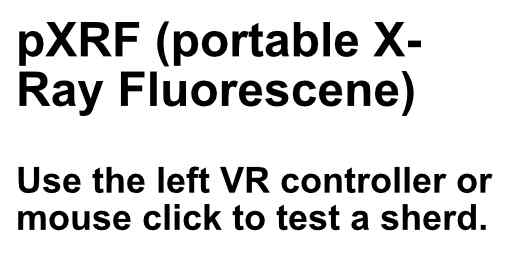 pXRF (portable X-
Ray Fluorescene)
Use the left VR controller or
mouse click to test a sherd.